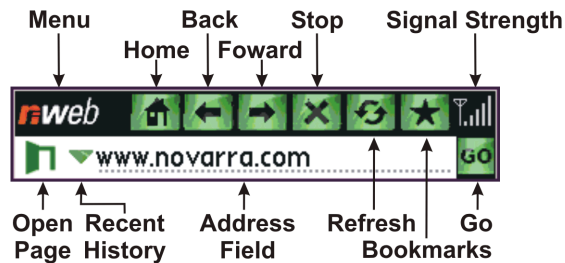 Menu Back Stop Signal Strength
Home Foward
nweb
www.novarra.com GO
Open Recent Address Refresh Go
Page History Field Bookmarks